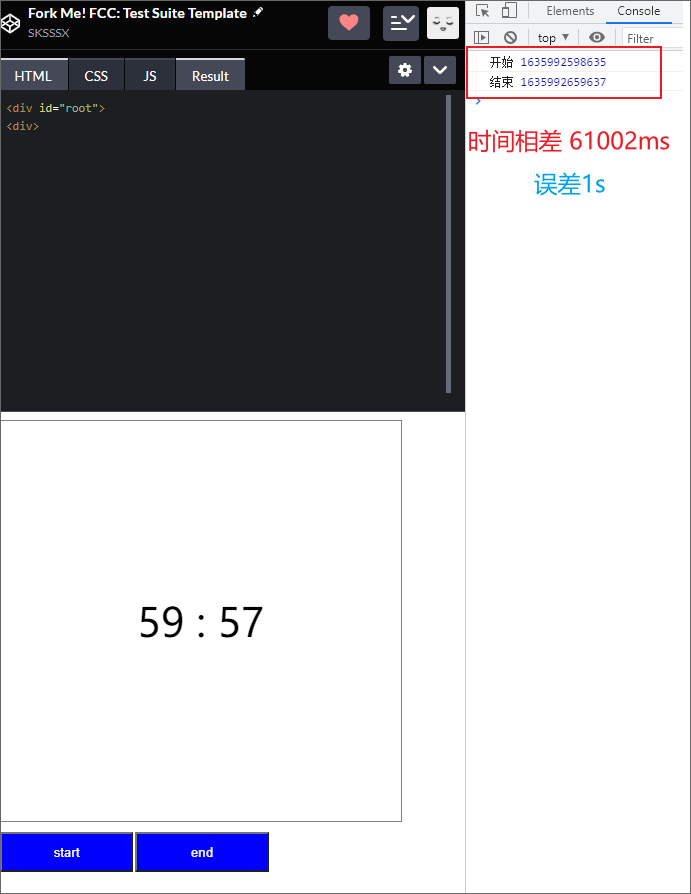 Fork Me! FCC: Test Suite Template
SKSSSX
HTML
CSS
JS
Result
<div id="root">
<div>
59 : 57
start
end
Elements
Console
top
Filter
开始 1635992598635
结束 1635992659637
时间相差 61002ms
误差1s